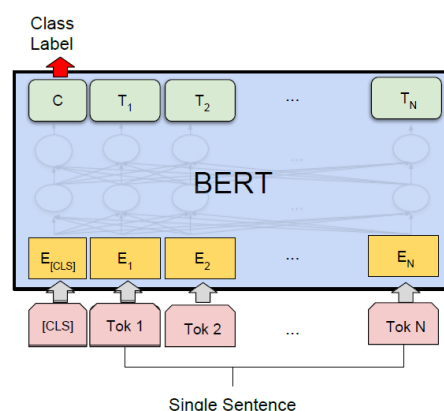 Class
Label
C T1 T2 ... TN
...
BERT
...
E[CLS] E1 E2 ... EN
[CLS] Tok 1 Tok 2 ... Tok N
Single Sentence